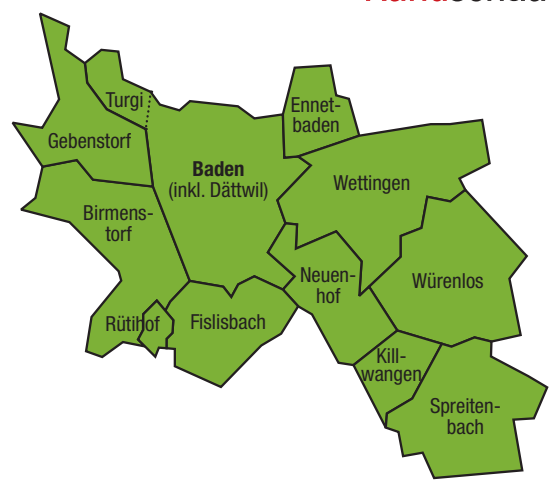 Turgi
Gebenstorf
Ennet-
baden
Baden
(inkl. Dättwil)
Wettingen
Birmens-
torf
Neuen-
hof
Würenlos
Rütihof
Fislisbach
Kill-
wangen
Spreiten-
bach